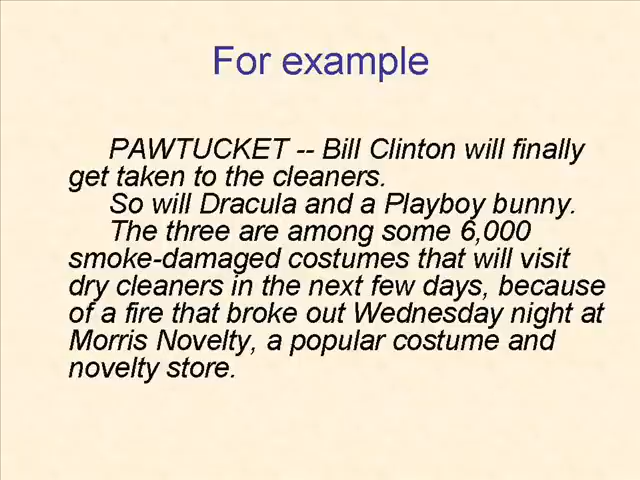 For example
PAWTUCKET -- Bill Clinton will finally
get taken to the cleaners.
So will Dracula and a Playboy bunny.
The three are among some 6,000
smoke-damaged costumes that will visit
dry cleaners in the next few days, because
of a fire that broke out Wednesday night at
Morris Novelty, a popular costume and
novelty store.